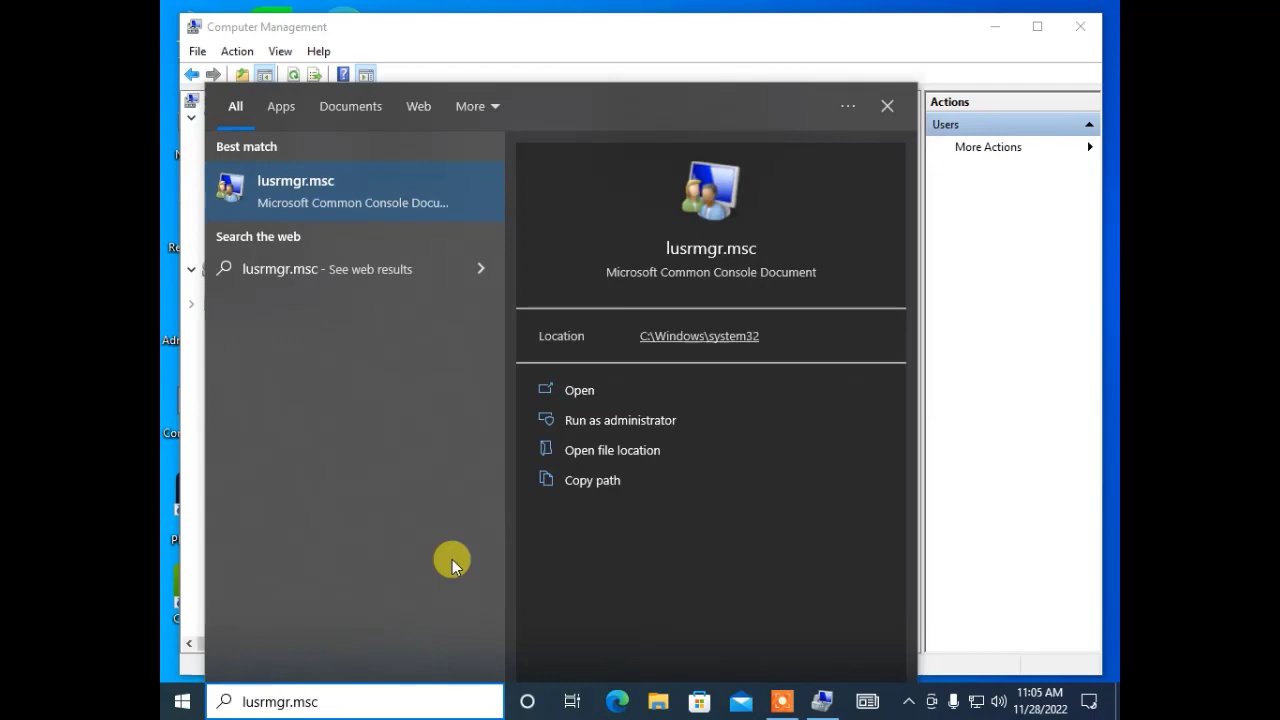 Computer Management
File Action View Help
All Apps Documents Web More
Best match
lusrmgr.msc
Microsoft Common Console Docu...
Search the web
lusrmgr.msc - See web results
lusrmgr.msc
Microsoft Common Console Document
Location C:\Windows\system32
Open
Run as administrator
Open file location
Copy path
Actions
Users
More Actions
lusrmgr.msc
11:05 AM
11/28/2022